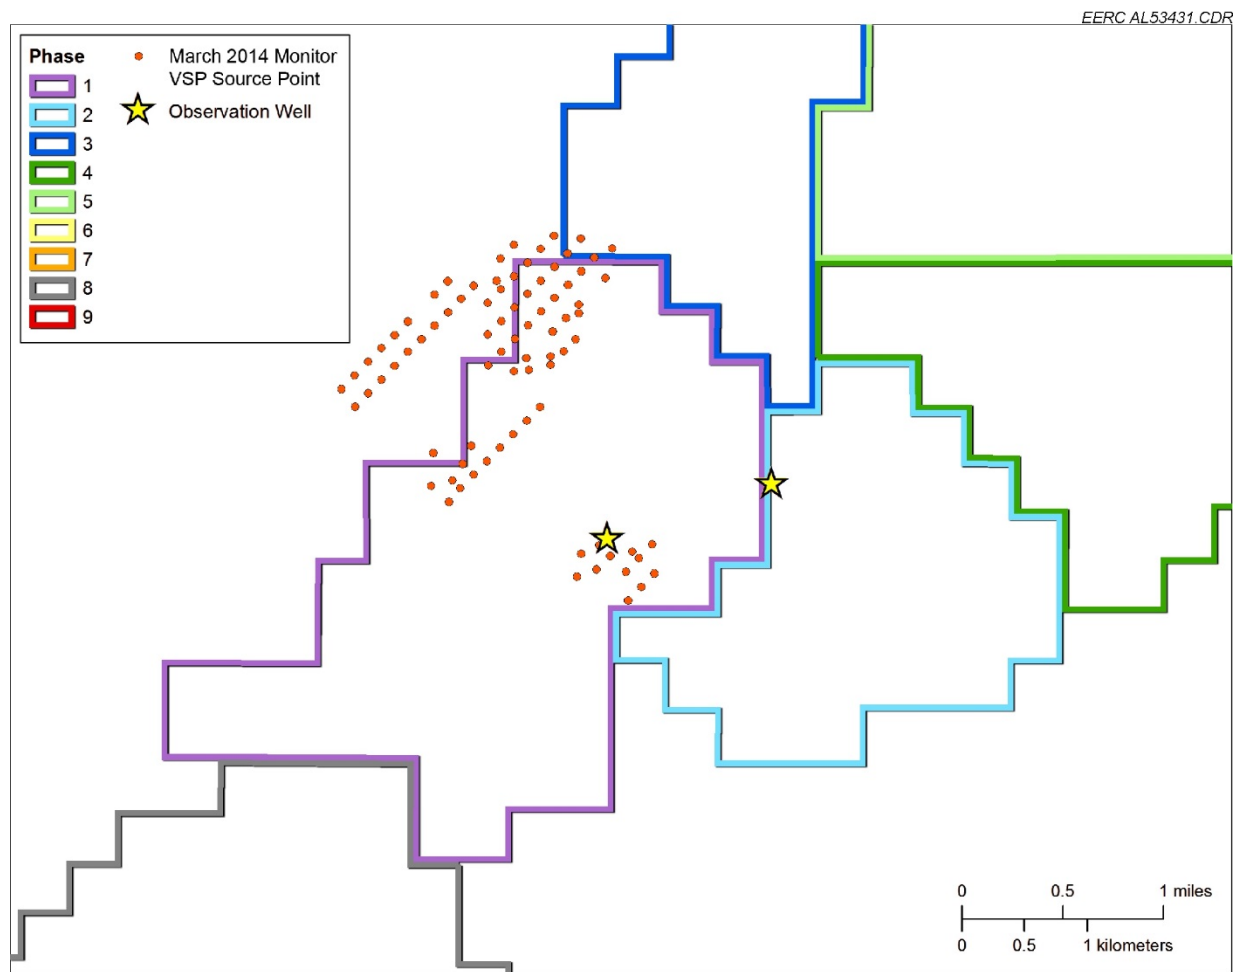 EERC AL53431.CDR
Phase
1
2
3
4
5
6
7
8
9
March 2014 Monitor
VSP Source Point
Observation Well
0 0.5 1 miles
0 0.5 1 kilometers